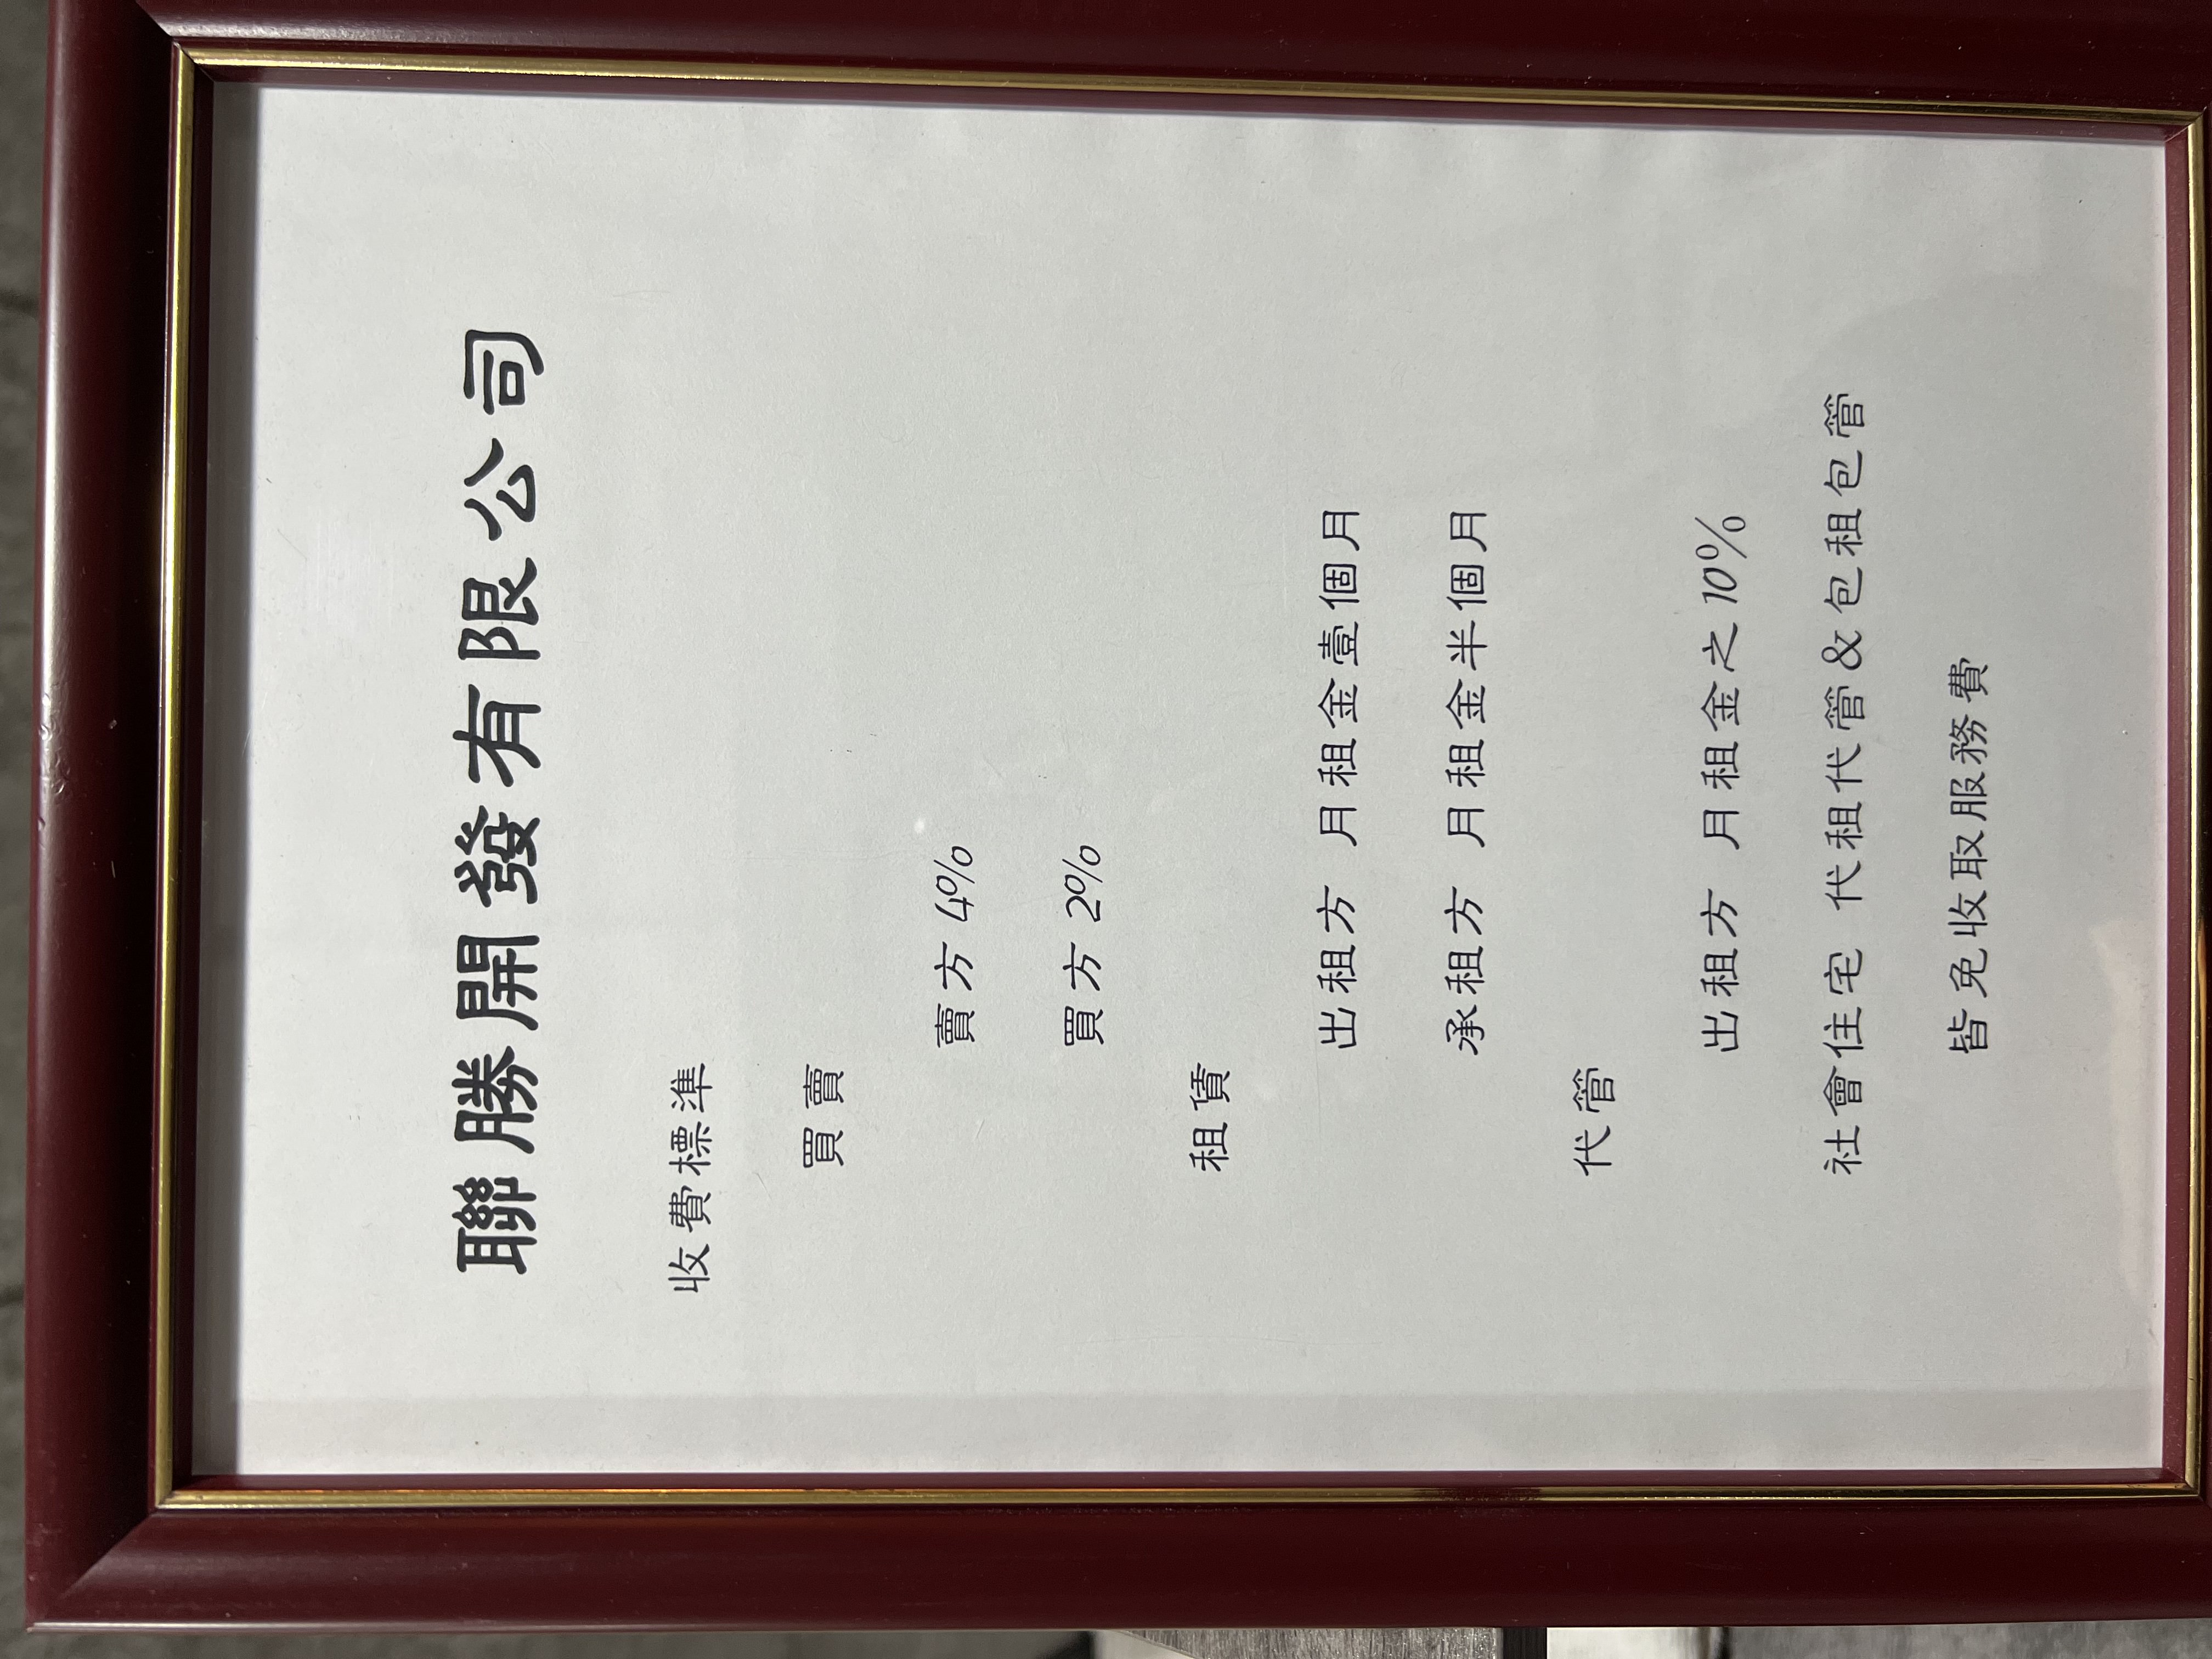 聯勝開發有限公司
收費標準
買賣
賣方 4%
買方 2%
租賃
出租方 月租金壹個月
承租方 月租金半個月
代管
出租方 月租金之10%
社會住宅 代租代管&包租包管
皆免收取服務費